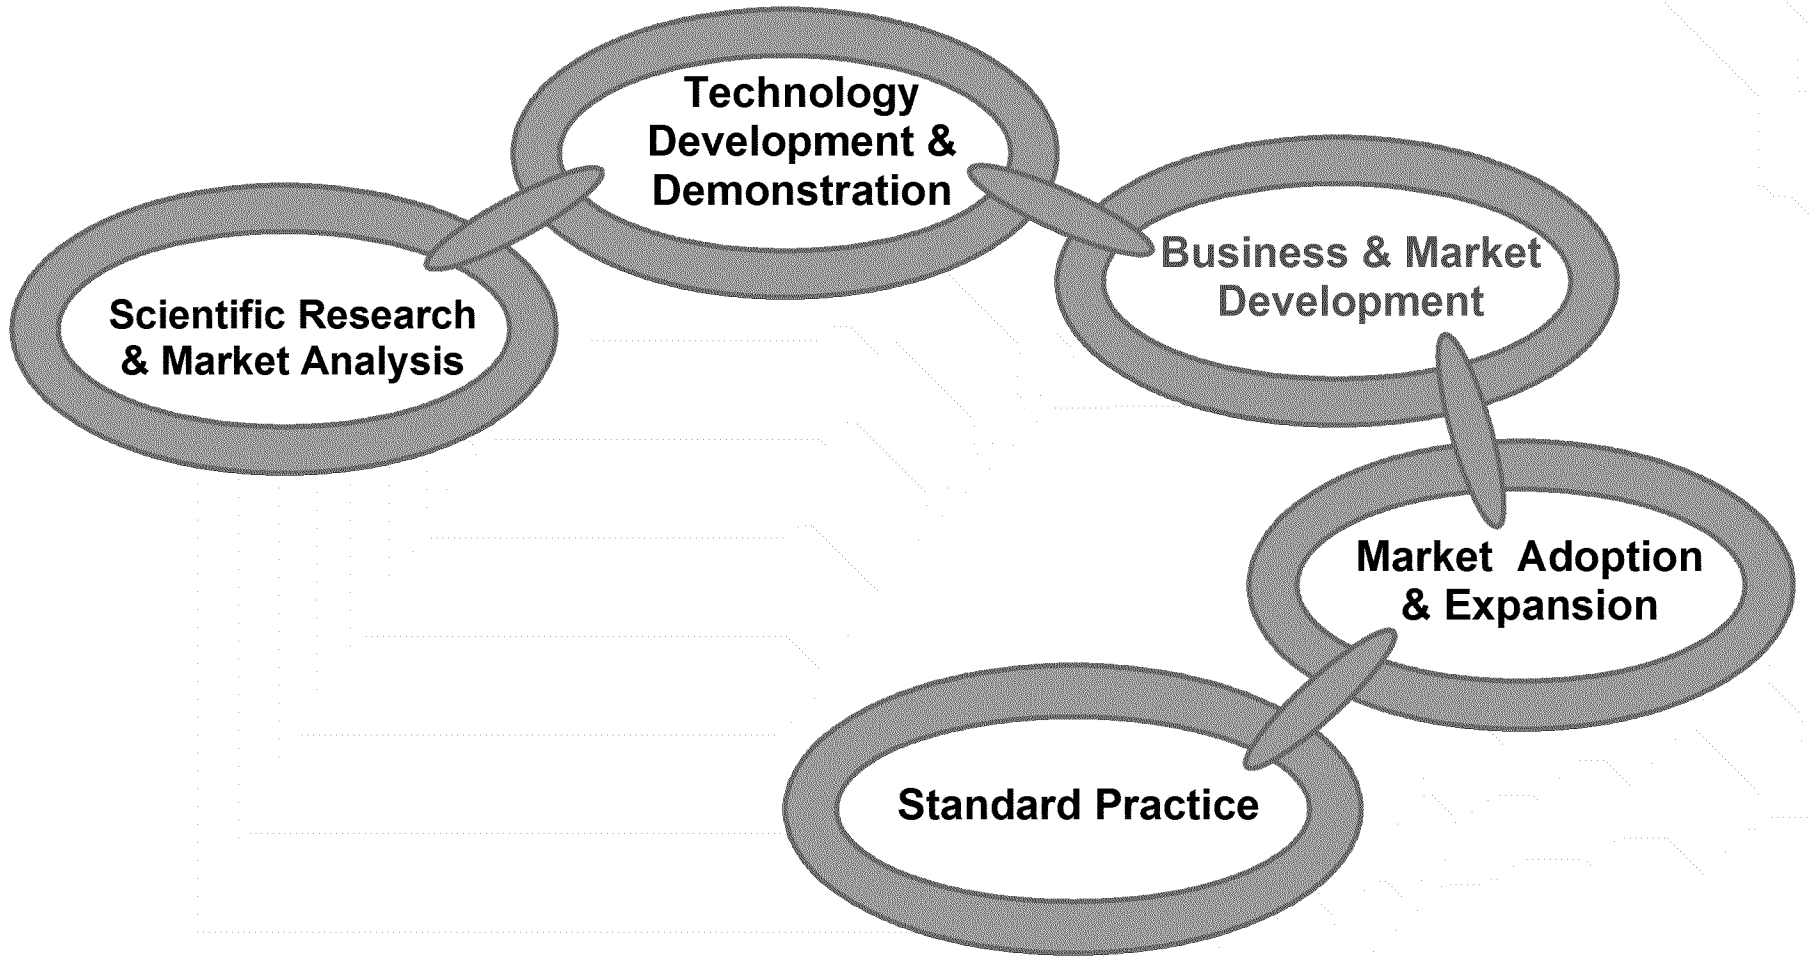 Technology
Development &
Demonstration
Business & Market
Development
Scientific Research
& Market Analysis
Market Adoption
& Expansion
Standard Practice